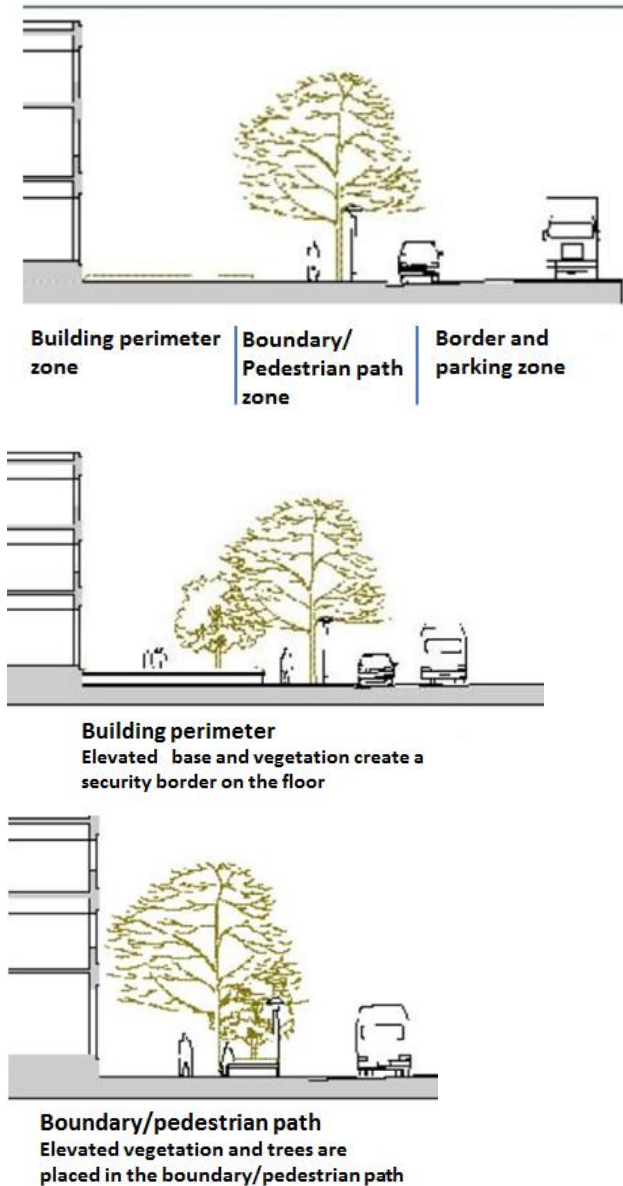 Building perimeter zone
Boundary/ Pedestrian path zone
Border and parking zone
Building perimeter
Elevated base and vegetation create a
security border on the floor
Boundary/pedestrian path
Elevated vegetation and trees are
placed in the boundary/pedestrian path